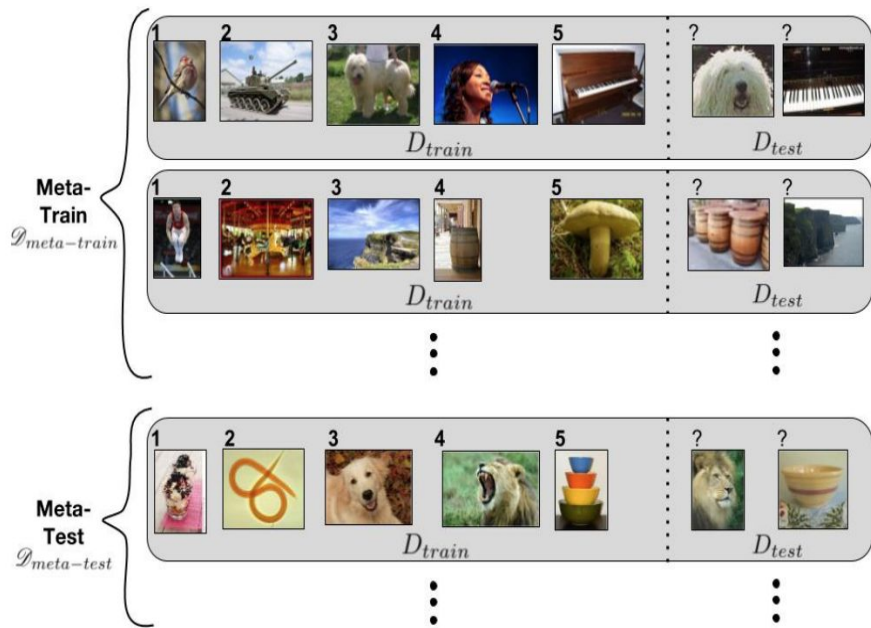 1 2 3 4 5 ? ?
D_train D_test
Meta-
Train
𝒟_meta−train
1 2 3 4 5 ? ?
D_train D_test
1 2 3 4 5 ? ?
Meta-
Test
𝒟_meta−test
D_train D_test